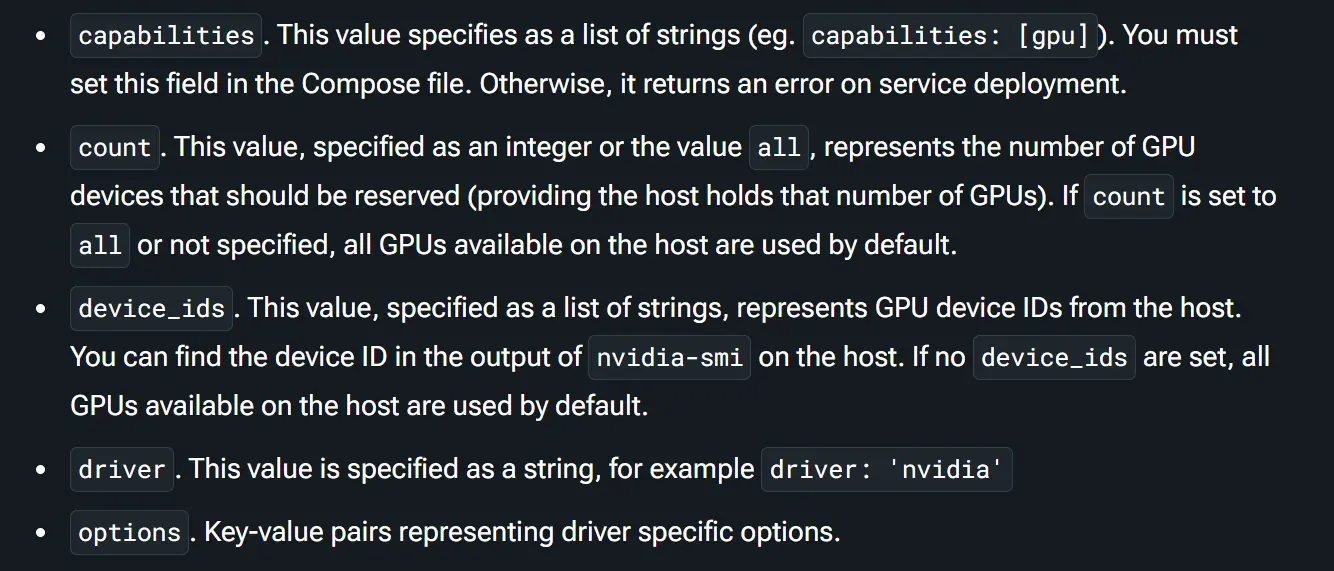 • capabilities. This value specifies as a list of strings (eg. capabilities: [gpu]). You must
set this field in the Compose file. Otherwise, it returns an error on service deployment.
• count. This value, specified as an integer or the value all, represents the number of GPU
devices that should be reserved (providing the host holds that number of GPUs). If count is set to
all or not specified, all GPUs available on the host are used by default.
• device_ids. This value, specified as a list of strings, represents GPU device IDs from the host.
You can find the device ID in the output of nvidia-smi on the host. If no device_ids are set, all
GPUs available on the host are used by default.
• driver. This value is specified as a string, for example driver: 'nvidia'
• options. Key-value pairs representing driver specific options.